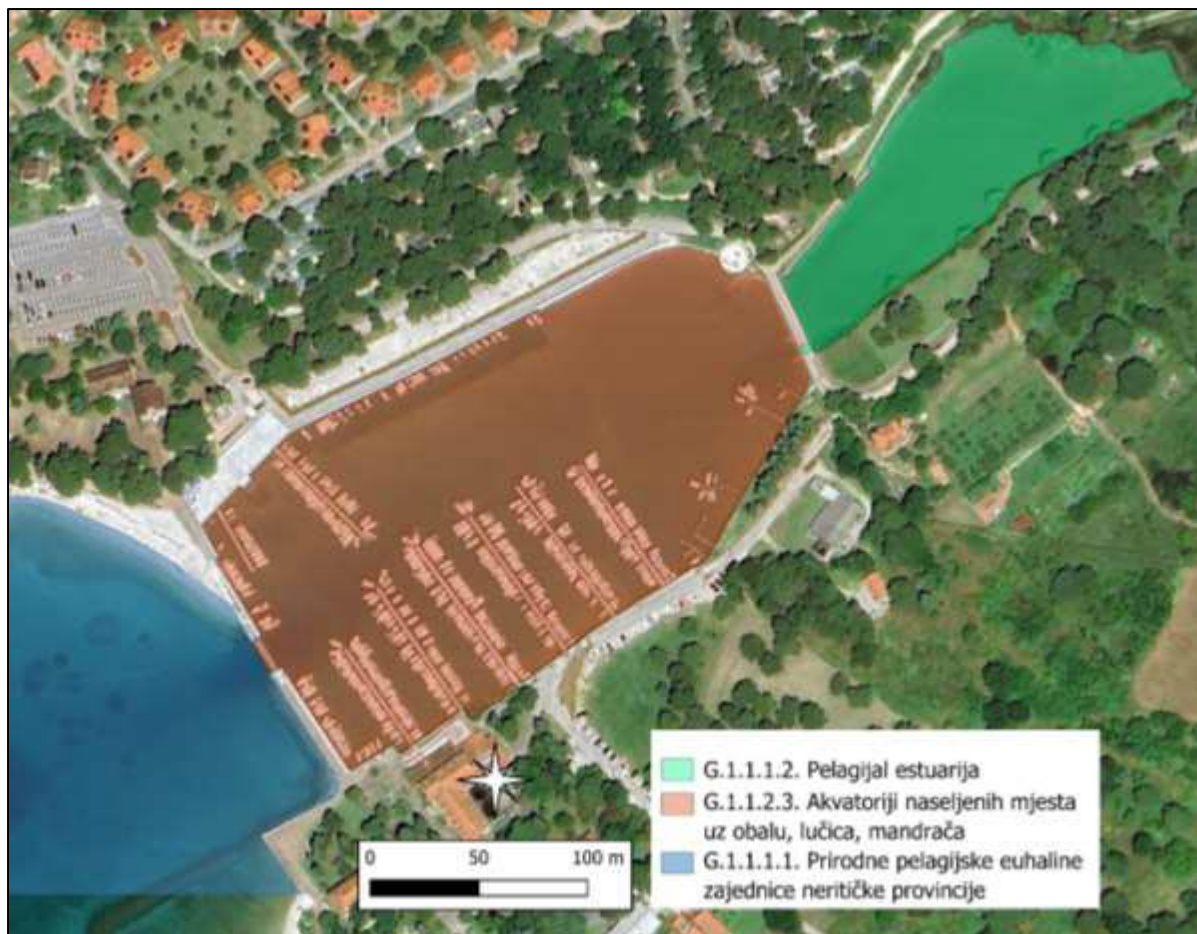 G.1.1.1.2. Pelagijal estuarija
G.1.1.2.3. Akvatoriji naseljenih mjesta
uz obalu, lučica, mandrača
G.1.1.1.1. Prirodne pelagijske euhaline
zajednice neritičke provincije
0 50 100 m